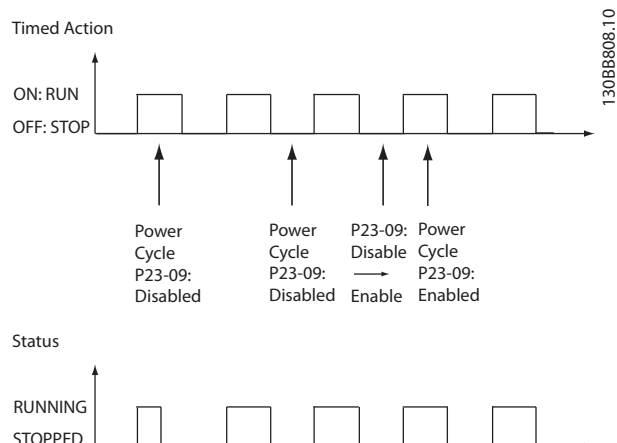 Timed Action
130BB808.10
ON: RUN
OFF: STOP
Power
Cycle
P23-09:
Disabled
Power
Cycle
P23-09:
Disabled
P23-09:
Disable
Enable
Power
Cycle
P23-09:
Enabled
Status
RUNNING
STOPPED